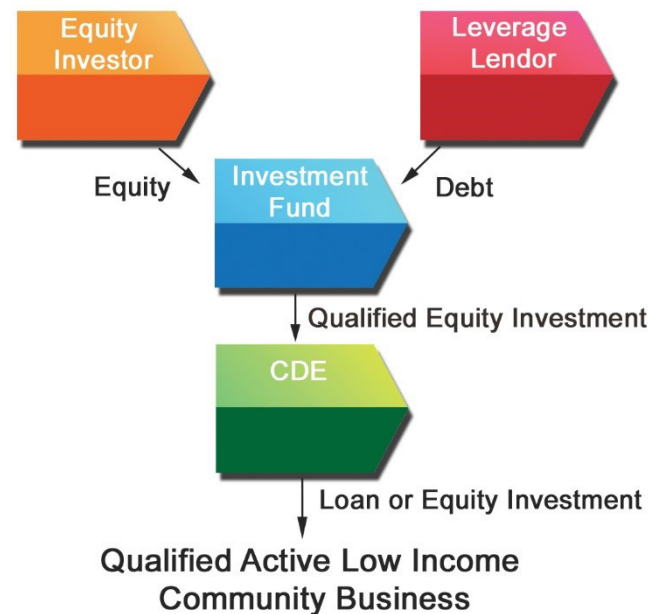 Equity
Investor
Leverage
Lendor
Equity
Investment
Fund
Debt
Qualified Equity Investment
CDE
Loan or Equity Investment
Qualified Active Low Income
Community Business